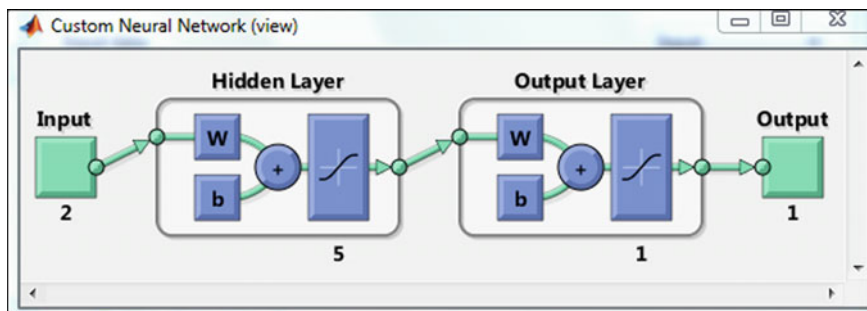 Custom Neural Network (view)
Hidden Layer
Output Layer
Input
W
b
+
W
b
+
Output
2
5
1
1